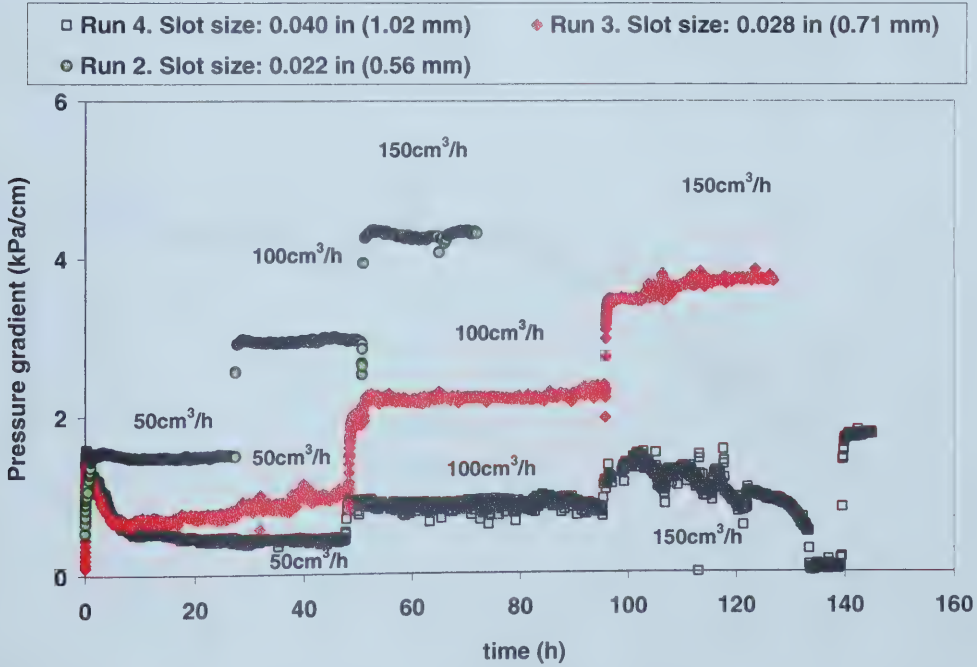 Run 4. Slot size: 0.040 in (1.02 mm) Run 3. Slot size: 0.028 in (0.71 mm)
Run 2. Slot size: 0.022 in (0.56 mm)
6
150cm³/h
150cm³/h
Pressure gradient (kPa/cm)
100cm³/h
4
100cm³/h
2
50cm³/h
50cm³/h
100cm³/h
150cm³/h
50cm³/h
0
0 20 40 60 80 100 120 140 160
time (h)